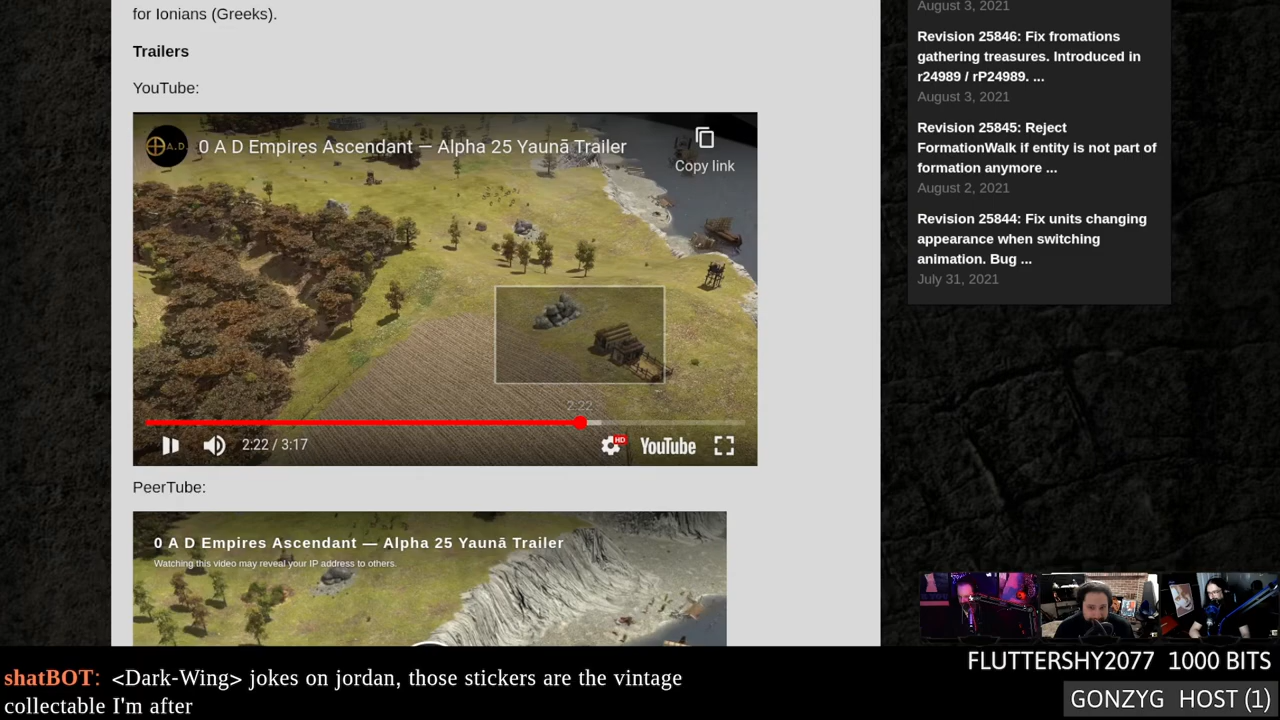 for Ionians (Greeks).
Trailers
YouTube:
A.D.
0 A D Empires Ascendant — Alpha 25 Yaunā Trailer
Copy link
2:22
2:22 / 3:17
HD
YouTube
PeerTube:
0 A D Empires Ascendant — Alpha 25 Yaunā Trailer
Watching this video may reveal your IP address to others.
August 3, 2021
Revision 25846: Fix fromations
gathering treasures. Introduced in
r24989 / rP24989. ...
August 3, 2021
Revision 25845: Reject
FormationWalk if entity is not part of
formation anymore ...
August 2, 2021
Revision 25844: Fix units changing
appearance when switching
animation. Bug ...
July 31, 2021
shatBOT: <Dark-Wing> jokes on jordan, those stickers are the vintage
collectable I'm after
FLUTTERSHY2077 1000 BITS
GONZYG HOST (1)